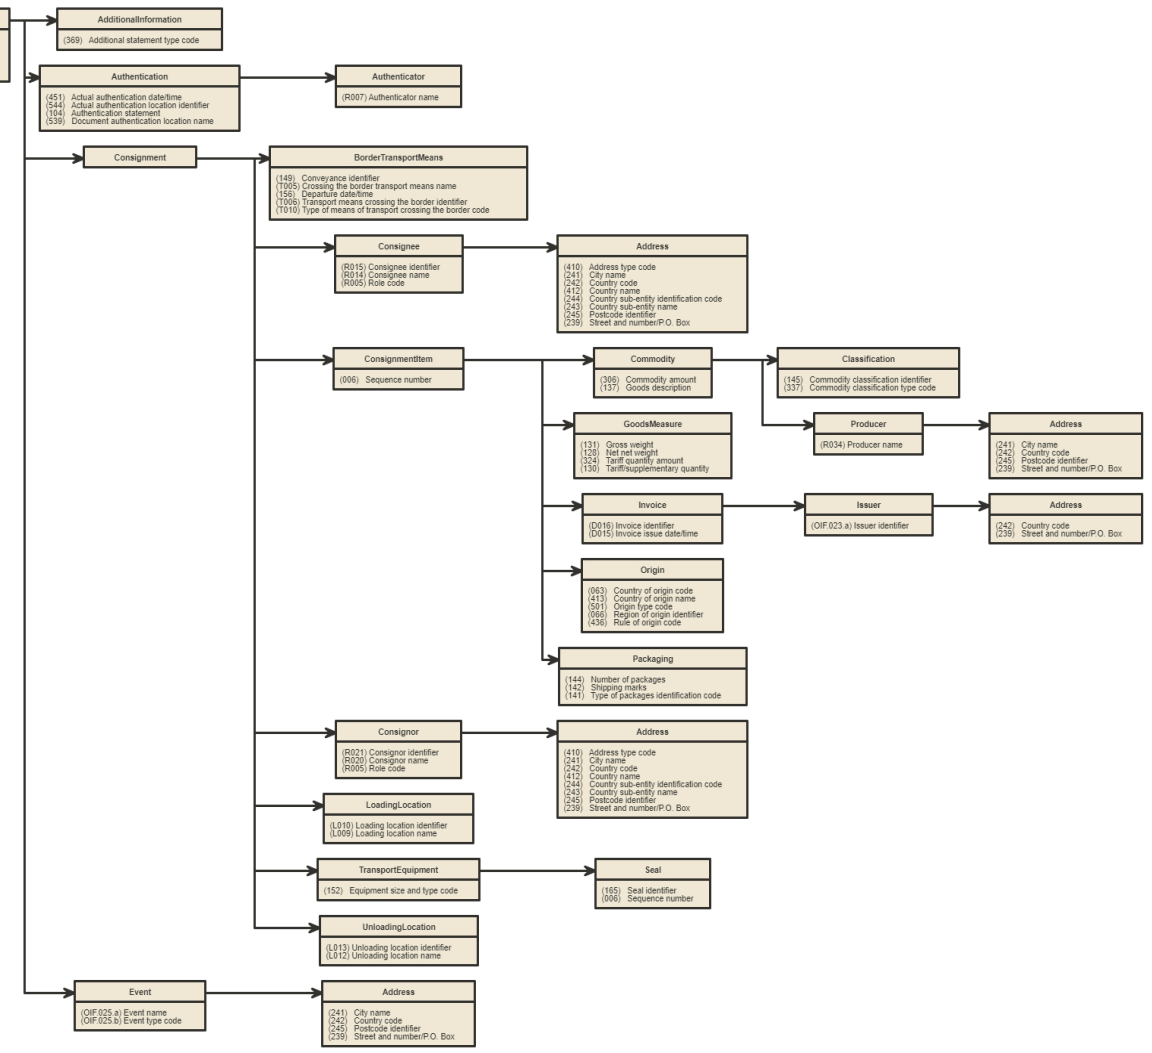 AdditionalInformation
(369) Additional statement type code
Authentication
(451) Actual authentication date/time
(544) Actual authentication location identifier
(104) Authentication statement
(539) Document authentication location name
Authenticator
(R007) Authenticator name
Consignment
BorderTransportMeans
(149) Conveyance identifier
(T005) Crossing the border transport means name
(156) Departure date/time
(T006) Transport means crossing the border identifier
(T010) Type of means of transport crossing the border code
Consignee
(R015) Consignee identifier
(R014) Consignee name
(R005) Role code
Address
(410) Address type code
(241) City name
(242) Country code
(412) Country name
(244) Country sub-entity identification code
(243) Country sub-entity name
(245) Postcode identifier
(239) Street and number/P.O. Box
ConsignmentItem
(006) Sequence number
Commodity
(306) Commodity amount
(137) Goods description
Classification
(145) Commodity classification identifier
(337) Commodity classification type code
Producer
(R034) Producer name
Address
(241) City name
(242) Country code
(245) Postcode identifier
(239) Street and number/P.O. Box
GoodsMeasure
(131) Gross weight
(128) Net net weight
(324) Tariff quantity amount
(130) Tariff/supplementary quantity
Invoice
(D016) Invoice identifier
(D015) Invoice issue date/time
Issuer
(OIF.023.a) Issuer identifier
Address
(242) Country code
(239) Street and number/P.O. Box
Origin
(063) Country of origin code
(413) Country of origin name
(501) Origin type code
(066) Region of origin identifier
(436) Rule of origin code
Packaging
(144) Number of packages
(142) Shipping marks
(141) Type of packages identification code
Consignor
(R021) Consignor identifier
(R020) Consignor name
(R005) Role code
Address
(410) Address type code
(241) City name
(242) Country code
(412) Country name
(244) Country sub-entity identification code
(243) Country sub-entity name
(245) Postcode identifier
(239) Street and number/P.O. Box
LoadingLocation
(L010) Loading location identifier
(L009) Loading location name
TransportEquipment
(152) Equipment size and type code
Seal
(165) Seal identifier
(006) Sequence number
UnloadingLocation
(L013) Unloading location identifier
(L012) Unloading location name
Event
(OIF.025.a) Event name
(OIF.025.b) Event type code
Address
(241) City name
(242) Country code
(245) Postcode identifier
(239) Street and number/P.O. Box